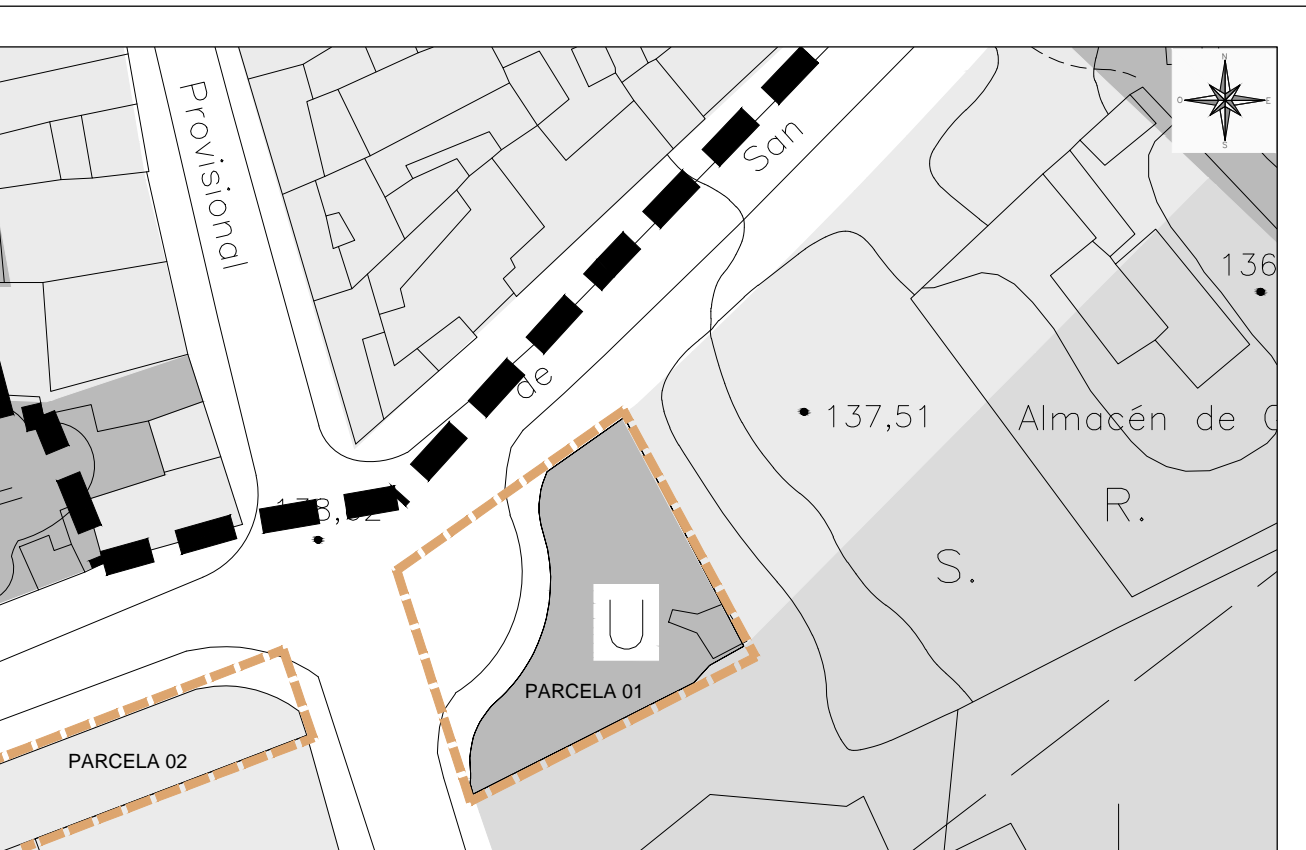 N
O E
S
Provisional
San
de
136
137,51
Almacén de
R.
S.
U
PARCELA 01
PARCELA 02